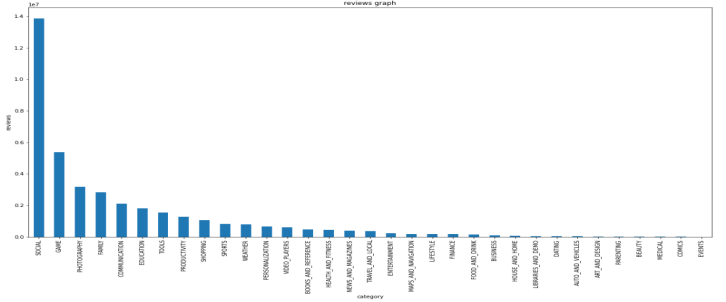 reviews graph
1e7
1.4
1.2
1.0
0.8
0.6
0.4
0.2
0.0
reviews
SOCIAL
GAME
PHOTOGRAPHY
FAMILY
COMMUNICATION
EDUCATION
TOOLS
PRODUCTIVITY
SHOPPING
SPORTS
WEATHER
PERSONALIZATION
VIDEO_PLAYERS
BOOKS_AND_REFERENCE
HEALTH_AND_FITNESS
NEWS_AND_MAGAZINES
TRAVEL_AND_LOCAL
ENTERTAINMENT
MAPS_AND_NAVIGATION
LIFESTYLE
FINANCE
FOOD_AND_DRINK
BUSINESS
HOUSE_AND_HOME
LIBRARIES_AND_DEMO
DATING
AUTO_AND_VEHICLES
ART_AND_DESIGN
PARENTING
BEAUTY
MEDICAL
COMICS
EVENTS
category